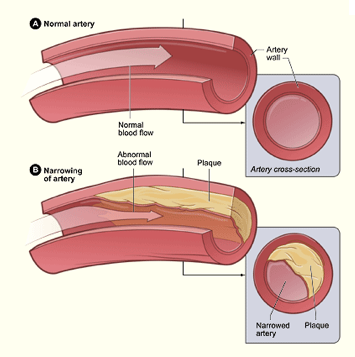 A Normal artery
Artery
wall
Normal
blood flow
Artery cross-section
B Narrowing
of artery
Abnormal
blood flow
Plaque
Narrowed
artery
Plaque